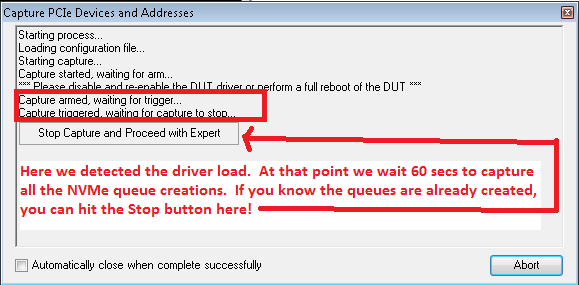 Capture PCIe Devices and Addresses
Starting process...
Loading configuration file...
Starting capture...
Capture started, waiting for arm...
*** Please disable and re-enable the DUT driver or perform a full reboot of the DUT ***
Capture armed, waiting for trigger...
Capture triggered, waiting for capture to stop...
Stop Capture and Proceed with Expert
Here we detected the driver load. At that point we wait 60 secs to capture
all the NVMe queue creations. If you know the queues are already created,
you can hit the Stop button here!
Automatically close when complete successfully
Abort